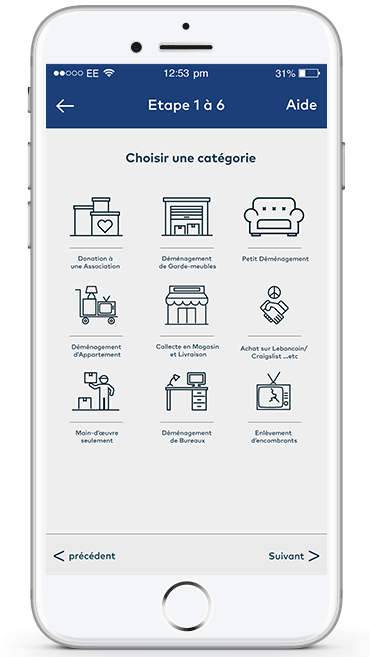 EE 12:53 pm 31%
← Etape 1 à 6 Aide
Choisir une catégorie
Donation à
une Association
Déménagement
de Garde-meubles
Petit Déménagement
Déménagement
d'Appartement
Collecte en Magasin
et Livraison
Achat sur Leboncoin/
Craigslist ...etc
Main-d'œuvre
seulement
Déménagement
de Bureaux
Enlèvement
d'encombrants
< précédent Suivant >